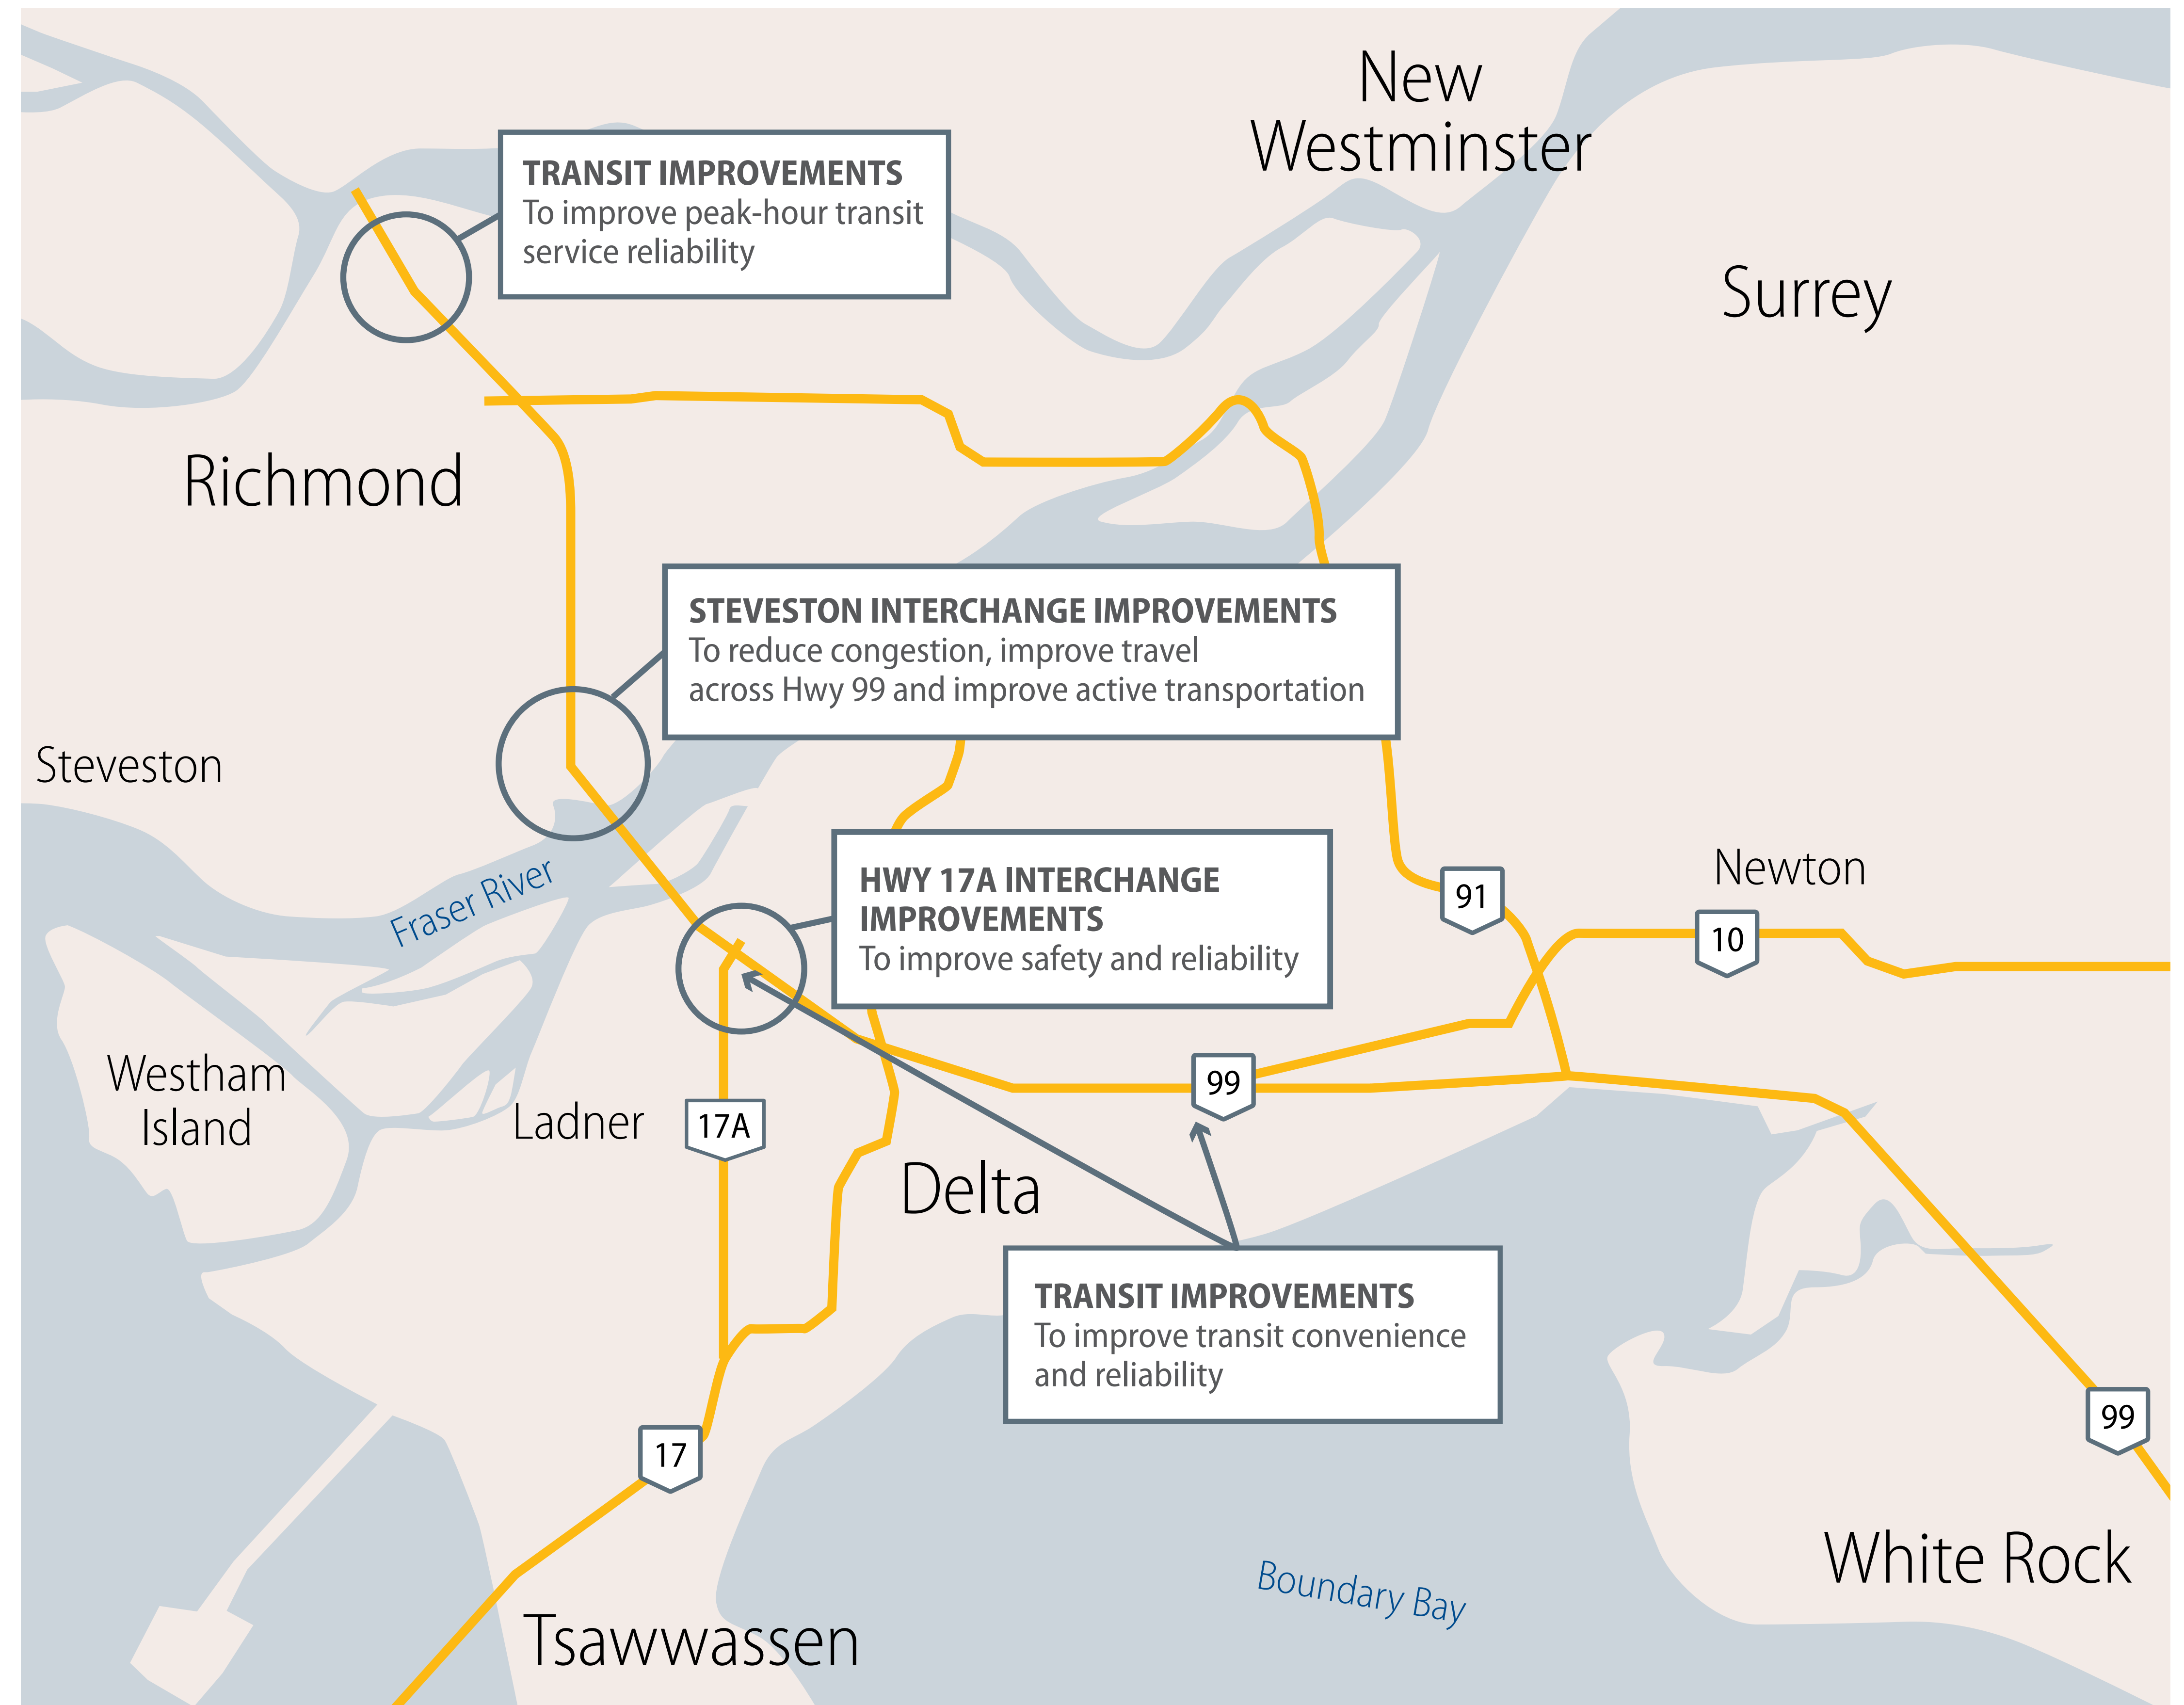 New
Westminster
TRANSIT IMPROVEMENTS
To improve peak-hour transit
service reliability
Surrey
Richmond
STEVESTON INTERCHANGE IMPROVEMENTS
To reduce congestion, improve travel
across Hwy 99 and improve active transportation
Steveston
Fraser River
HWY 17A INTERCHANGE
IMPROVEMENTS
To improve safety and reliability
91
Newton
10
Westham
Island
Ladner
17A
99
Delta
TRANSIT IMPROVEMENTS
To improve transit convenience
and reliability
99
17
White Rock
Boundary Bay
Tsawwassen